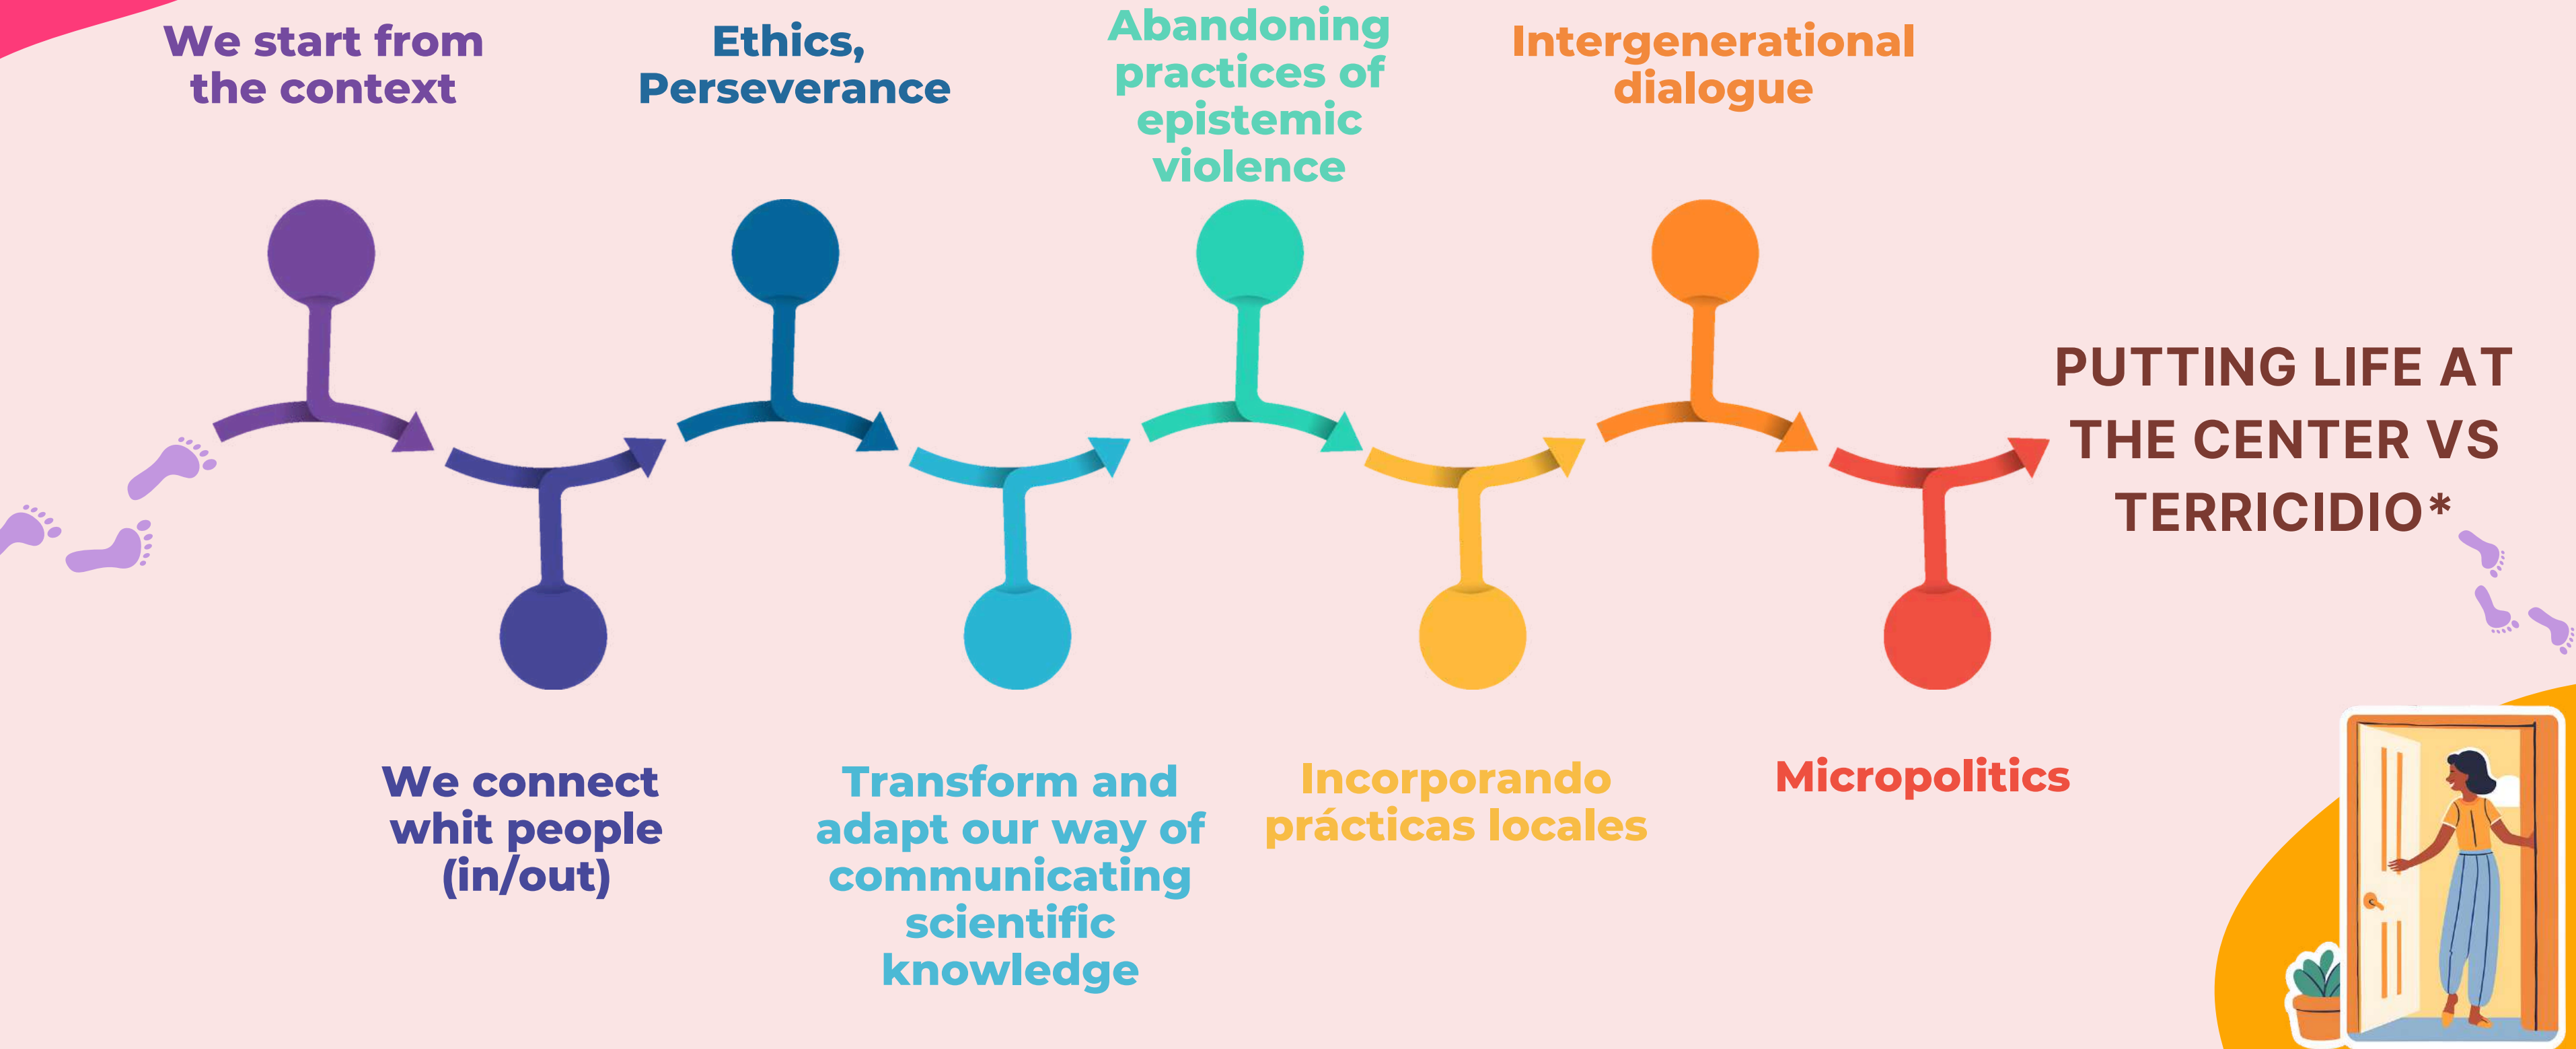 We start from
the context
We connect
whit people
(in/out)
Ethics,
Perseverance
Transform and
adapt our way of
communicating
scientific
knowledge
Abandoning
practices of
epistemic
violence
Incorporando
prácticas locales
Intergenerational
dialogue
Micropolitics
PUTTING LIFE AT
THE CENTER VS
TERRICIDIO*